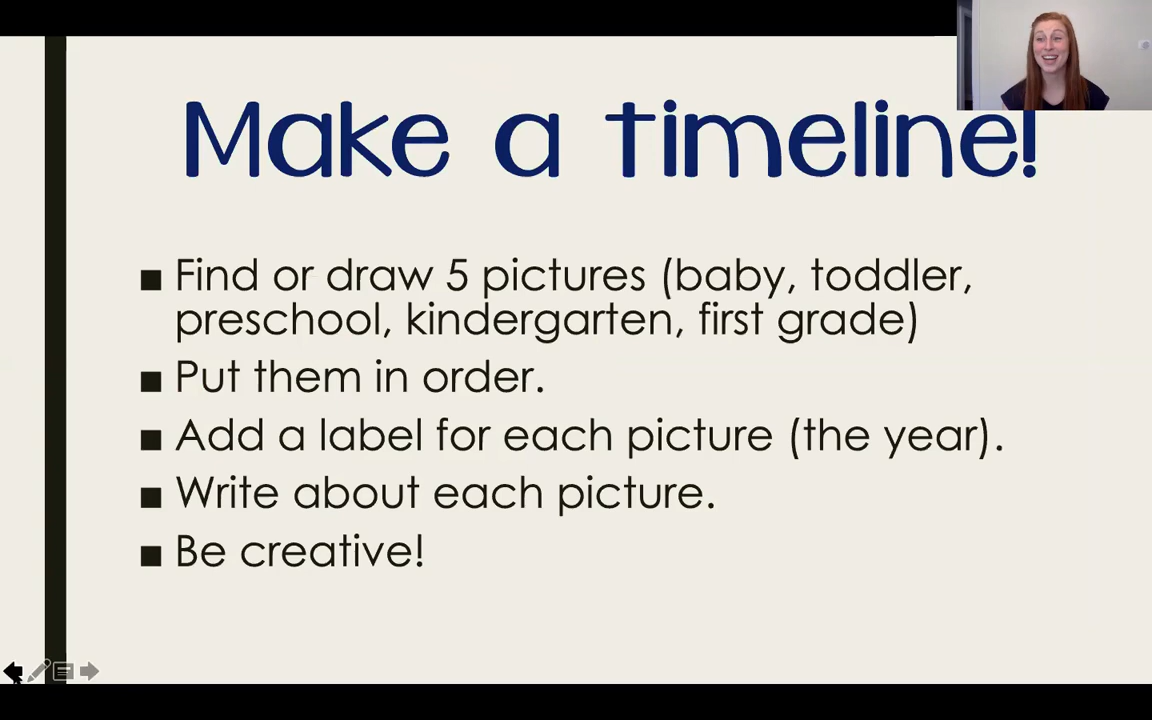 Make a timeline!
■ Find or draw 5 pictures (baby, toddler,
preschool, kindergarten, first grade)
■ Put them in order.
■ Add a label for each picture (the year).
■ Write about each picture.
■ Be creative!